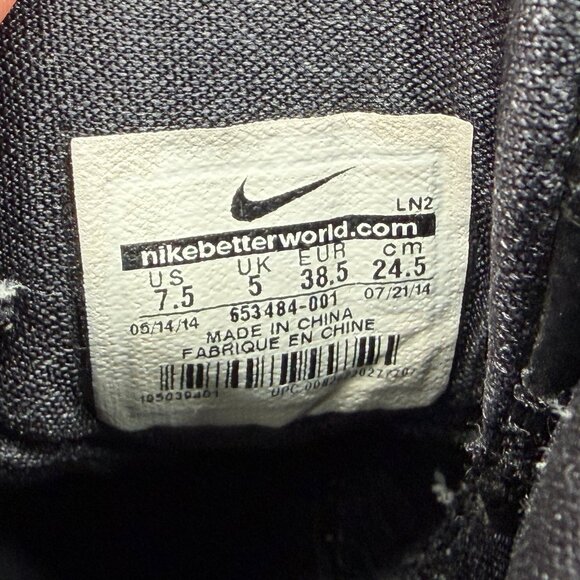 LN2
nikebetterworld.com
US UK EUR cm
7.5 5 38.5 24.5
05/14/14 653484-001 07/21/14
MADE IN CHINA
FABRIQUE EN CHINE
UPC